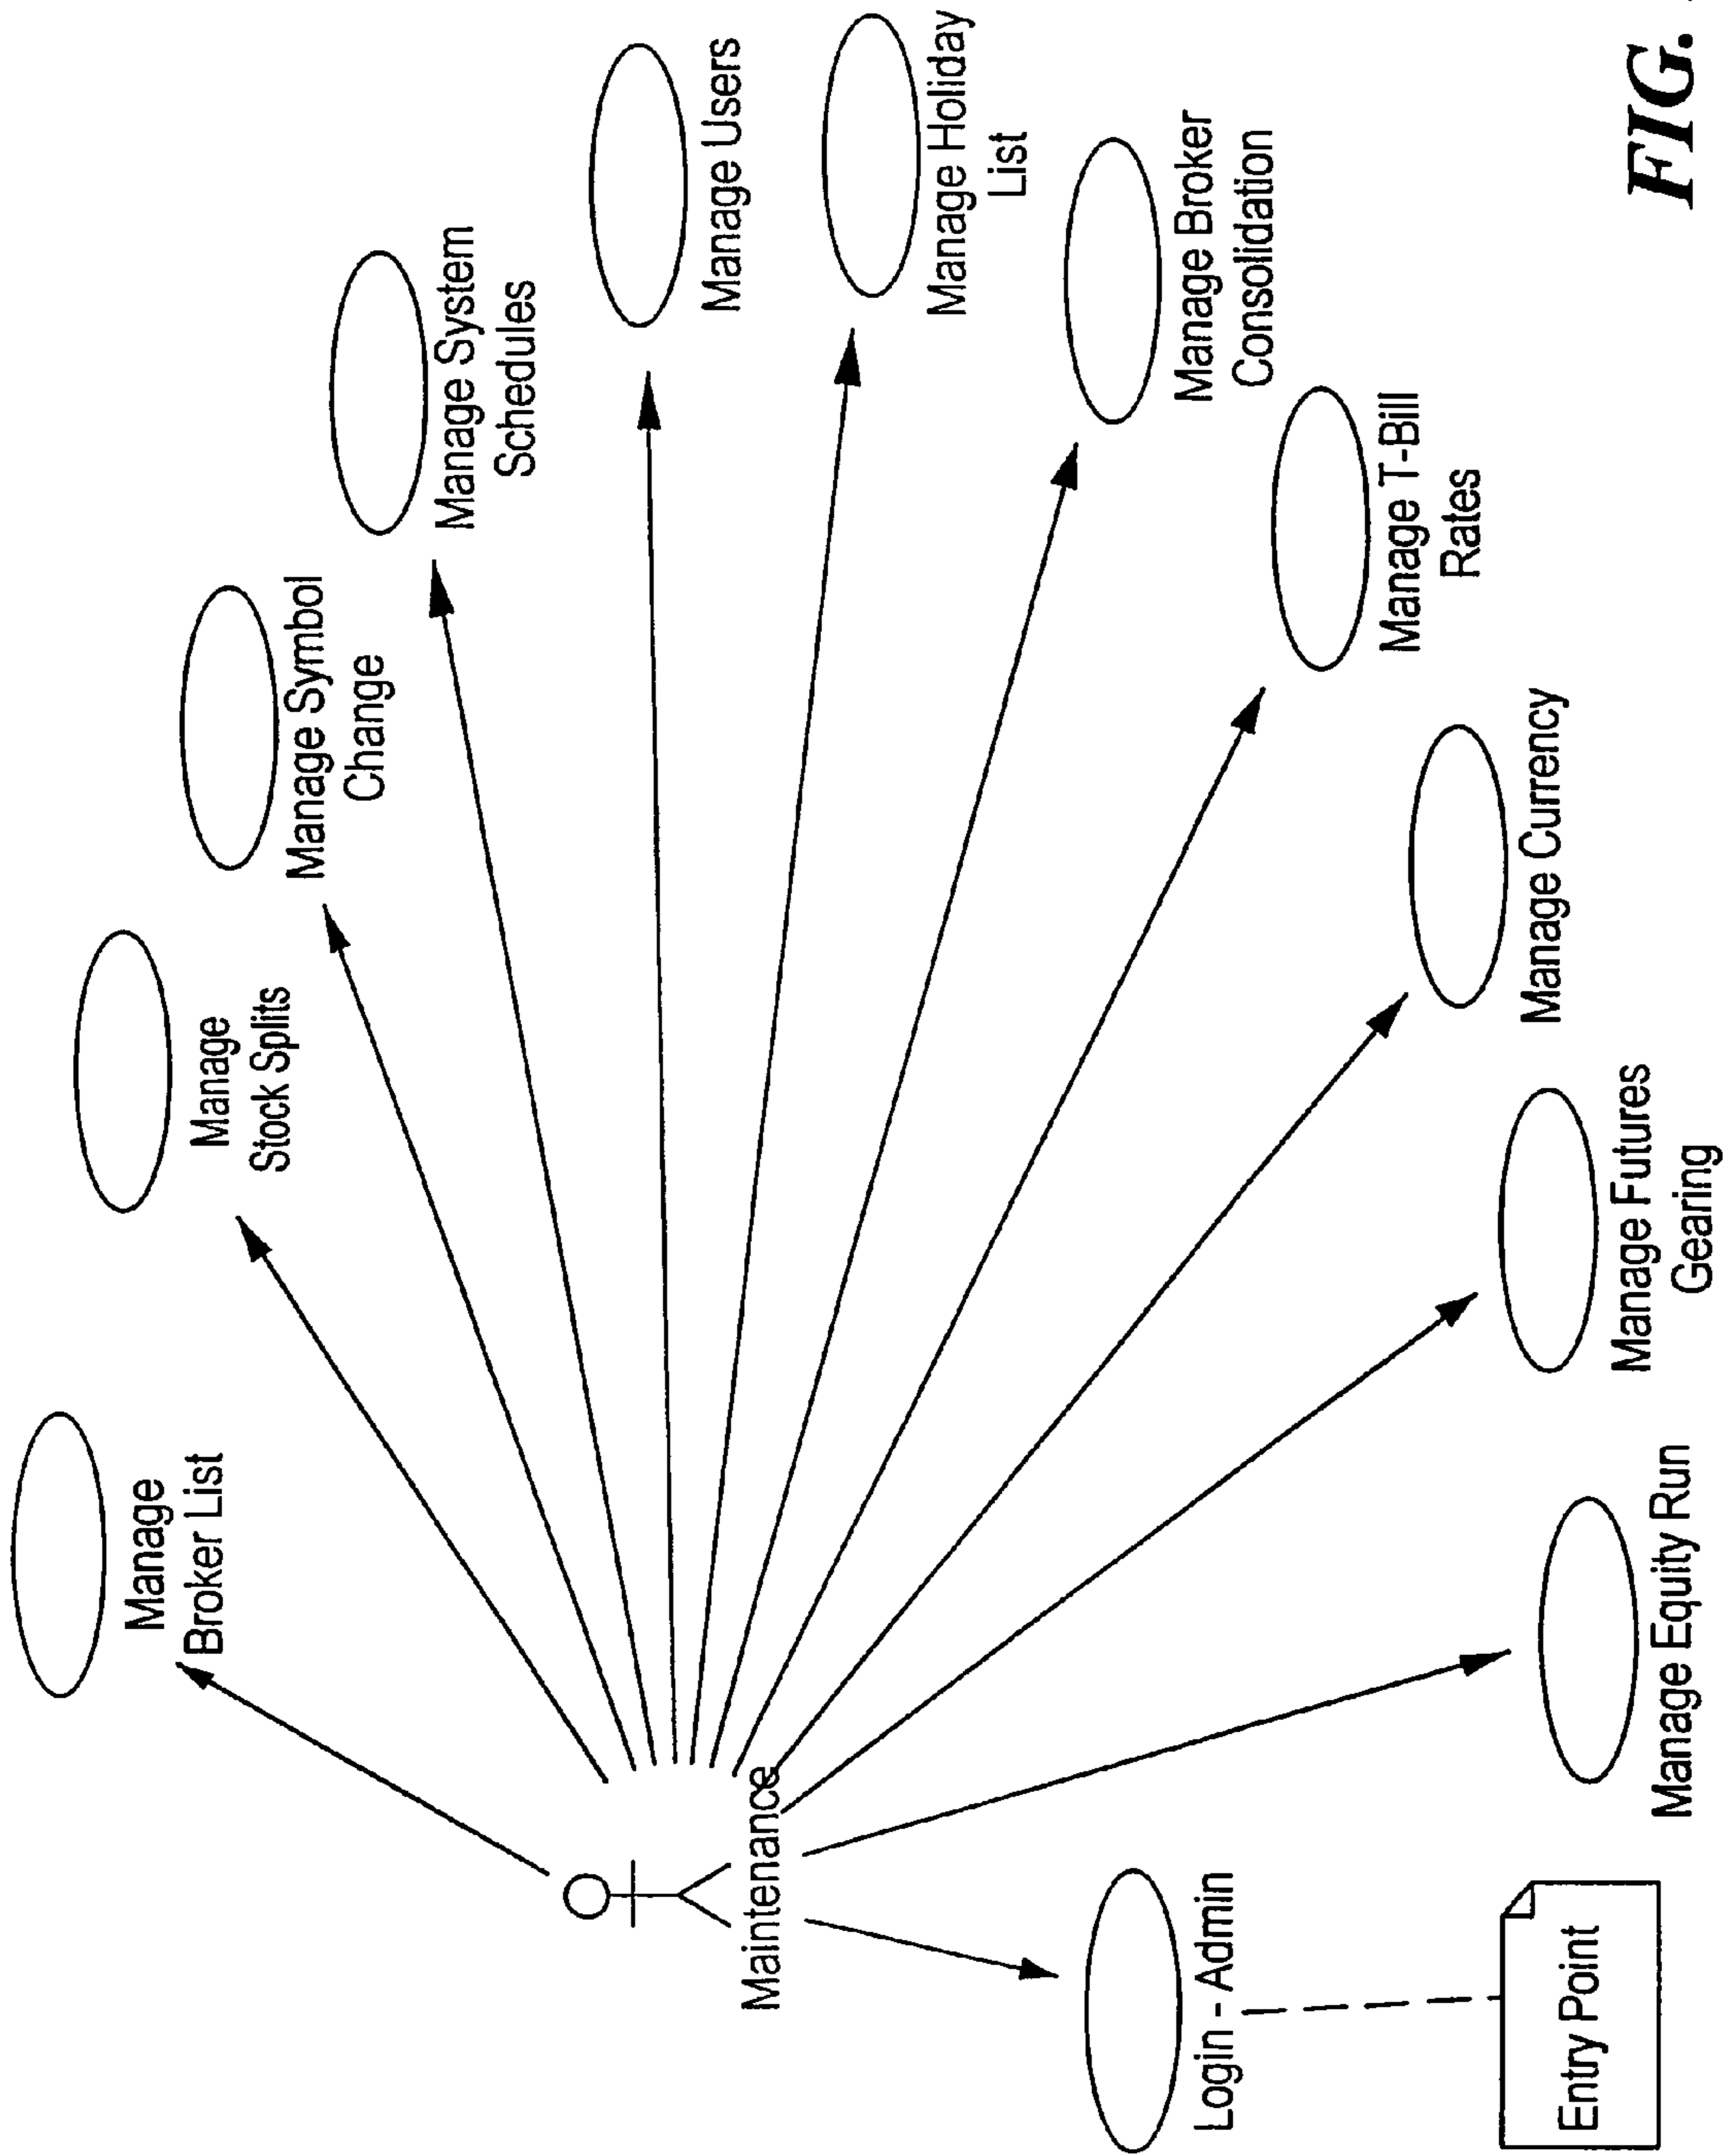 Manage
Broker List
Manage
Stock Splits
Manage Symbol
Change
Manage System
Schedules
Manage Users
Manage Holiday
List
Manage Broker
Consolidation
Manage T-Bill
Rates
Manage Currency
Manage Futures
Gearing
Manage Equity Run
Maintenance
Login - Admin
Entry Point
FIG.